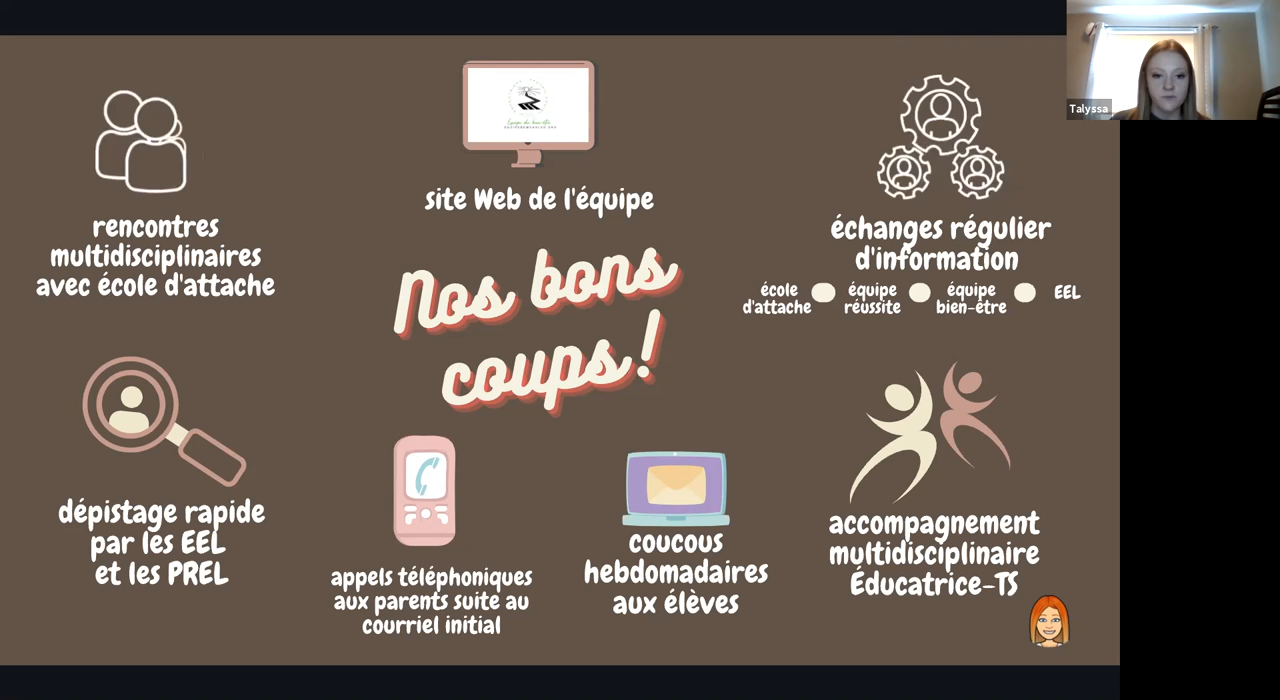 Talyssa
site Web de l'équipe
rencontres
multidisciplinaires
avec école d'attache
échanges régulier
d'information
école
d'attache
équipe
réussite
équipe
bien-être
EEL
Nos bons
coups!
dépistage rapide
par les EEL
et les PREL
appels téléphoniques
aux parents suite au
courriel initial
coucous
hebdomadaires
aux élèves
accompagnement
multidisciplinaire
Éducatrice-TS